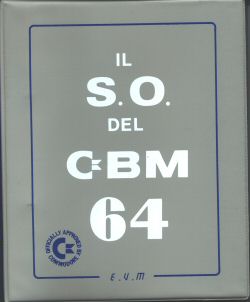 IL
S. O.
DEL
CBM
64
OFFICIALLY APPROVED BY COMMODORE
E.V.M